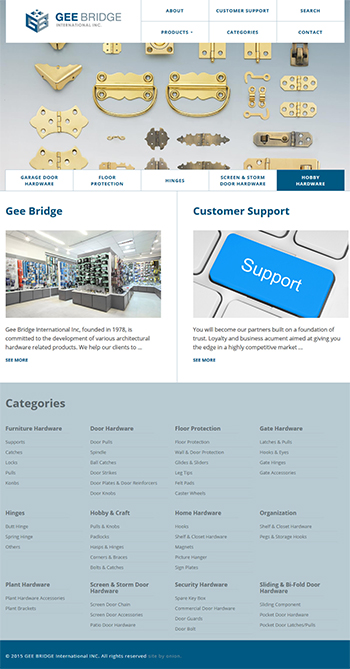 GEE BRIDGE
INTERNATIONAL INC.
ABOUT
CUSTOMER SUPPORT
SEARCH
PRODUCTS
CATEGORIES
CONTACT
GARAGE DOOR
HARDWARE
FLOOR
PROTECTION
HINGES
SCREEN & STORM
DOOR HARDWARE
HOBBY
HARDWARE
Gee Bridge
Gee Bridge International Inc, founded in 1978, is
committed to the development of various architectural
hardware related products. We help our clients to ...
SEE MORE
Customer Support
Support
You will become our partners built on a foundation of
trust. Loyalty and business acument aimed at giving you
the edge in a highly competitive market ...
SEE MORE
Categories
Furniture Hardware
Supports
Catches
Locks
Pulls
Knobs
Door Hardware
Door Pulls
Spindle
Ball Catches
Door Strikes
Door Plates & Door Reinforcers
Door Knobs
Floor Protection
Floor Protection
Wall & Door Protection
Glides & Sliders
Leg Tips
Felt Pads
Caster Wheels
Gate Hardware
Latches & Pulls
Hooks & Eyes
Gate Hinges
Gate Accessories
Hinges
Butt Hinge
Spring Hinge
Others
Hobby & Craft
Pulls & Knobs
Padlocks
Hasps & Hinges
Corners & Braces
Bolts & Catches
Home Hardware
Hooks
Shelf & Closet Hardware
Magnets
Picture Hanger
Sign Plates
Organization
Shelf & Closet Hardware
Pegs & Storage Hooks
Plant Hardware
Plant Hardware Accessories
Plant Brackets
Screen & Storm Door
Hardware
Screen Door Chain
Screen Door Accessories
Patio Door Hardware
Security Hardware
Spare Key Box
Commercial Door Hardware
Door Guards
Door Bolt
Sliding & Bi-Fold Door
Hardware
Sliding Component
Pocket Door Hardware
Pocket Door Latches/Pulls
© 2015 GEE BRIDGE International INC. All rights reserved site by onion.